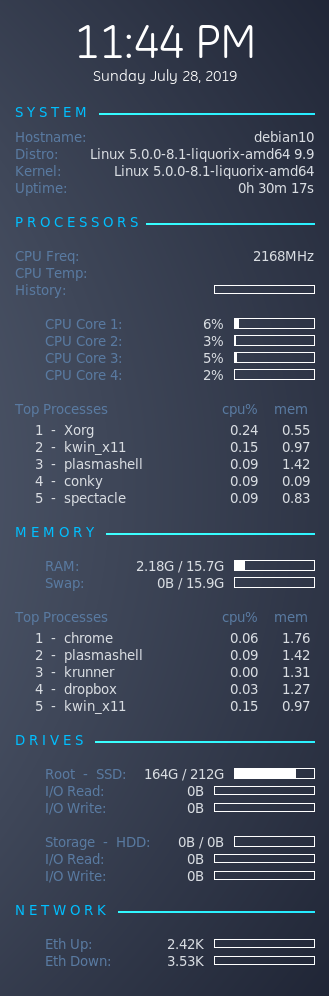 11:44 PM
Sunday July 28, 2019
SYSTEM
Hostname: debian10
Distro: Linux 5.0.0-8.1-liquorix-amd64 9.9
Kernel: Linux 5.0.0-8.1-liquorix-amd64
Uptime: 0h 30m 17s
PROCESSORS
CPU Freq: 2168MHz
CPU Temp:
History:
CPU Core 1: 6%
CPU Core 2: 3%
CPU Core 3: 5%
CPU Core 4: 2%
Top Processes cpu% mem
1 - Xorg 0.24 0.55
2 - kwin_x11 0.15 0.97
3 - plasmashell 0.09 1.42
4 - conky 0.09 0.09
5 - spectacle 0.09 0.83
MEMORY
RAM: 2.18G / 15.7G
Swap: 0B / 15.9G
Top Processes cpu% mem
1 - chrome 0.06 1.76
2 - plasmashell 0.09 1.42
3 - krunner 0.00 1.31
4 - dropbox 0.03 1.27
5 - kwin_x11 0.15 0.97
DRIVES
Root - SSD: 164G / 212G
I/O Read: 0B
I/O Write: 0B
Storage - HDD: 0B / 0B
I/O Read: 0B
I/O Write: 0B
NETWORK
Eth Up: 2.42K
Eth Down: 3.53K